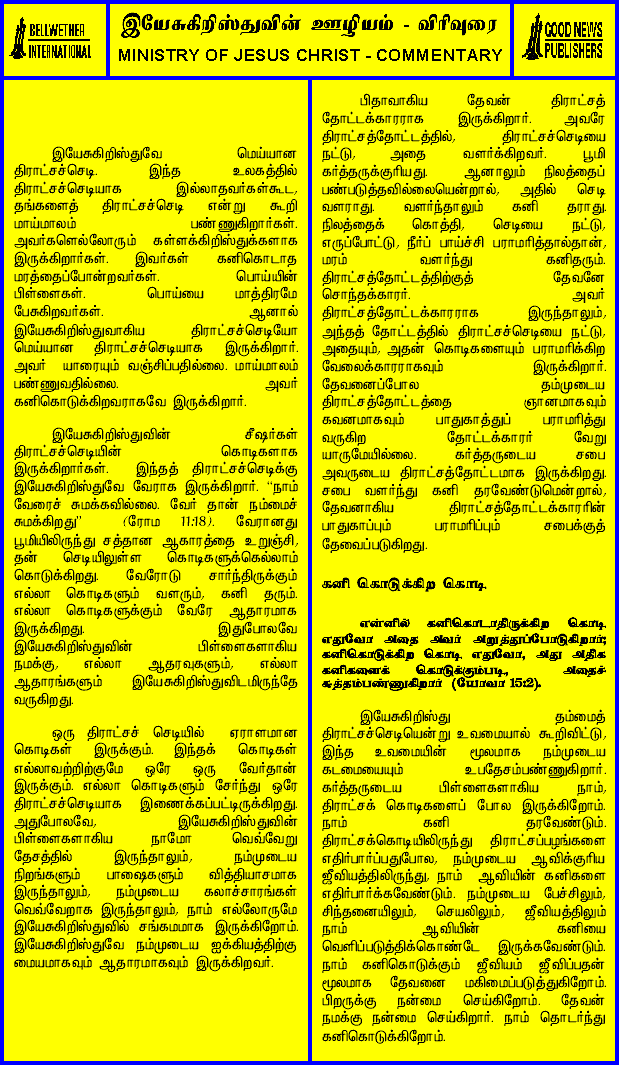 BELLWETHER
INTERNATIONAL
இயேசுகிறிஸ்துவின் ஊழியம் - விரிவுரை
MINISTRY OF JESUS CHRIST - COMMENTARY
GOOD NEWS
PUBLISHERS
இயேசுகிறிஸ்துவே மெய்யான
திராட்சச்செடி. இந்த உலகத்தில்
திராட்சச்செடியாக இல்லாதவர்கள்கூட,
தங்களைத் திராட்சச்செடி என்று கூறி
மாய்மாலம் பண்ணுகிறார்கள்.
அவர்களெல்லோரும் கள்ளக்கிறிஸ்துக்களாக
இருக்கிறார்கள். இவர்கள் கனிகொடாத
மரத்தைப்போன்றவர்கள். பொய்யின்
பிள்ளைகள். பொய்யை மாத்திரமே
பேசுகிறவர்கள். ஆனால்
இயேசுகிறிஸ்துவாகிய திராட்சச்செடியோ
மெய்யான திராட்சச்செடியாக இருக்கிறார்.
அவர் யாரையும் வஞ்சிப்பதில்லை. மாய்மாலம்
பண்ணுவதில்லை. அவர்
கனிகொடுக்கிறவராகவே இருக்கிறார்.
இயேசுகிறிஸ்துவின் சீஷர்கள்
திராட்சச்செடியின் கொடிகளாக
இருக்கிறார்கள். இந்தத் திராட்சச்செடிக்கு
இயேசுகிறிஸ்துவே வேராக இருக்கிறார். “நாம்
வேரைச் சுமக்கவில்லை. வேர் தான் நம்மைச்
சுமக்கிறது” (ரோம 11:18). வேரானது
பூமியிலிருந்து சத்தான ஆகாரத்தை உறுஞ்சி,
தன் செடியிலுள்ள கொடிகளுக்கெல்லாம்
கொடுக்கிறது. வேரோடு சார்ந்திருக்கும்
எல்லா கொடிகளும் வளரும், கனி தரும்.
எல்லா கொடிகளுக்கும் வேரே ஆதாரமாக
இருக்கிறது. இதுபோலவே
இயேசுகிறிஸ்துவின் பிள்ளைகளாகிய
நமக்கு, எல்லா ஆதரவுகளும், எல்லா
ஆதாரங்களும் இயேசுகிறிஸ்துவிடமிருந்தே
வருகிறது.
ஒரு திராட்சச் செடியில் ஏராளமான
கொடிகள் இருக்கும். இந்தக் கொடிகள்
எல்லாவற்றிற்குமே ஒரே ஒரு வேர்தான்
இருக்கும். எல்லா கொடிகளும் சேர்ந்து ஒரே
திராட்சச்செடியாக இணைக்கப்பட்டிருக்கிறது.
அதுபோலவே, இயேசுகிறிஸ்துவின்
பிள்ளைகளாகிய நாமோ வெவ்வேறு
தேசத்தில் இருந்தாலும், நம்முடைய
நிறங்களும் பாஷைகளும் வித்தியாசமாக
இருந்தாலும், நம்முடைய கலாச்சாரங்கள்
வெவ்வேறாக இருந்தாலும், நாம் எல்லோருமே
இயேசுகிறிஸ்துவில் சங்கமமாக இருக்கிறோம்.
இயேசுகிறிஸ்துவே நம்முடைய ஐக்கியத்திற்கு
மையமாகவும் ஆதாரமாகவும் இருக்கிறவர்.
பிதாவாகிய தேவன் திராட்சத்
தோட்டக்காரராக இருக்கிறார். அவரே
திராட்சத்தோட்டத்தில், திராட்சச்செடியை
நட்டு, அதை வளர்க்கிறவர். பூமி
கர்த்தருக்குரியது. ஆனாலும் நிலத்தைப்
பண்படுத்தவில்லையென்றால், அதில் செடி
வளராது. வளர்ந்தாலும் கனி தராது.
நிலத்தைக் கொத்தி, செடியை நட்டு,
எருப்போட்டு, நீர்ப் பாய்ச்சி பராமரித்தால்தான்,
மரம் வளர்ந்து கனிதரும்.
திராட்சத்தோட்டத்திற்குத் தேவனே
சொந்தக்காரர். அவர்
திராட்சத்தோட்டக்காரராக இருந்தாலும்,
அந்தத் தோட்டத்தில் திராட்சச்செடியை நட்டு,
அதையும், அதன் கொடிகளையும் பராமரிக்கிற
வேலைக்காரராகவும் இருக்கிறார்.
தேவனைப்போல தம்முடைய
திராட்சத்தோட்டத்தை ஞானமாகவும்
கவனமாகவும் பாதுகாத்துப் பராமரித்து
வருகிற தோட்டக்காரர் வேறு
யாருமேயில்லை. கர்த்தருடைய சபை
அவருடைய திராட்சத்தோட்டமாக இருக்கிறது.
சபை வளர்ந்து கனி தரவேண்டுமென்றால்,
தேவனாகிய திராட்சத்தோட்டக்காரரின்
பாதுகாப்பும் பராமரிப்பும் சபைக்குத்
தேவைப்படுகிறது.
கனி கொடுக்கிற கொடி.
என்னில் கனிகொடாதிருக்கிற கொடி
எதுவோ அதை அவர் அறுத்துப்போடுகிறார்;
கனிகொடுக்கிற கொடி எதுவோ, அது அதிக
கனிகளைக் கொடுக்கும்படி, அதைச்
சுத்தம்பண்ணுகிறார் (யோவா 15:2).
இயேசுகிறிஸ்து தம்மைத்
திராட்சச்செடியென்று உவமையால் கூறிவிட்டு,
இந்த உவமையின் மூலமாக நம்முடைய
கடமையையும் உபதேசம்பண்ணுகிறார்.
கர்த்தருடைய பிள்ளைகளாகிய நாம்,
திராட்சக் கொடிகளைப் போல இருக்கிறோம்.
நாம் கனி தரவேண்டும்.
திராட்சக்கொடியிலிருந்து திராட்சப்பழங்களை
எதிர்பார்ப்பதுபோல, நம்முடைய ஆவிக்குரிய
ஜீவியத்திலிருந்து, நாம் ஆவியின் கனிகளை
எதிர்பார்க்கவேண்டும். நம்முடைய பேச்சிலும்,
சிந்தனையிலும், செயலிலும், ஜீவியத்திலும்
நாம் ஆவியின் கனியை
வெளிப்படுத்திக்கொண்டே இருக்கவேண்டும்.
நாம் கனிகொடுக்கும் ஜீவியம் ஜீவிப்பதன்
மூலமாக தேவனை மகிமைப்படுத்துகிறோம்.
பிறருக்கு நன்மை செய்கிறோம். தேவன்
நமக்கு நன்மை செய்கிறார். நாம் தொடர்ந்து
கனிகொடுக்கிறோம்.